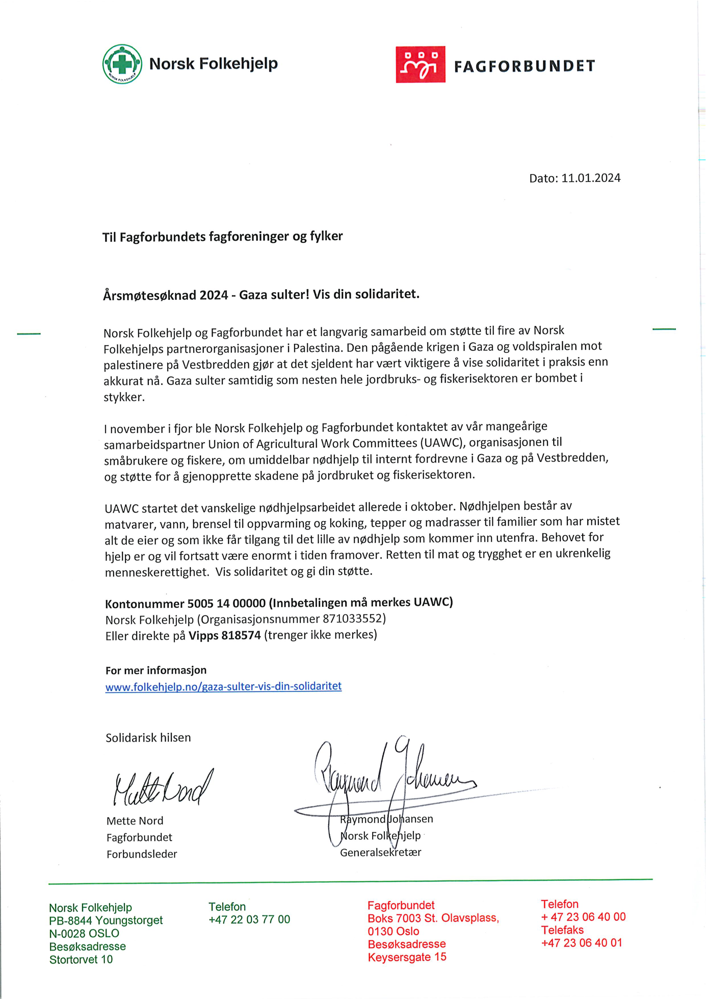 NORSK FOLKEHJELP
Norsk Folkehjelp
FAGFORBUNDET
Dato: 11.01.2024
Til Fagforbundets fagforeninger og fylker
Årsmøtesøknad 2024 - Gaza sulter! Vis din solidaritet.
Norsk Folkehjelp og Fagforbundet har et langvarig samarbeid om støtte til fire av Norsk
Folkehjelps partnerorganisasjoner i Palestina. Den pågående krigen i Gaza og voldspiralen mot
palestinere på Vestbredden gjør at det sjeldent har vært viktigere å vise solidaritet i praksis enn
akkurat nå. Gaza sulter samtidig som nesten hele jordbruks- og fiskerisektoren er bombet i
stykker.
I november i fjor ble Norsk Folkehjelp og Fagforbundet kontaktet av vår mangeårige
samarbeidspartner Union of Agricultural Work Committees (UAWC), organisasjonen til
småbrukere og fiskere, om umiddelbar nødhjelp til internt fordrevne i Gaza og på Vestbredden,
og støtte for å gjenopprette skadene på jordbruket og fiskerisektoren.
UAWC startet det vanskelige nødhjelpsarbeidet allerede i oktober. Nødhjelpen består av
matvarer, vann, brensel til oppvarming og koking, tepper og madrasser til familier som har mistet
alt de eier og som ikke får tilgang til det lille av nødhjelp som kommer inn utenfra. Behovet for
hjelp er og vil fortsatt være enormt i tiden framover. Retten til mat og trygghet er en ukrenkelig
menneskerettighet.  Vis solidaritet og gi din støtte.
Kontonummer 5005 14 00000 (Innbetalingen må merkes UAWC)
Norsk Folkehjelp (Organisasjonsnummer 871033552)
Eller direkte på Vipps 818574 (trenger ikke merkes)
For mer informasjon
www.folkehjelp.no/gaza-sulter-vis-din-solidaritet
Solidarisk hilsen
Mette Nord
Raymond Johansen
Mette Nord
Fagforbundet
Forbundsleder
Raymond Johansen
Norsk Folkehjelp
Generalsekretær
Norsk Folkehjelp
PB-8844 Youngstorget
N-0028 OSLO
Besøksadresse
Stortorvet 10
Telefon
+47 22 03 77 00
Fagforbundet
Boks 7003 St. Olavsplass,
0130 Oslo
Besøksadresse
Keysersgate 15
Telefon
+ 47 23 06 40 00
Telefaks
+47 23 06 40 01